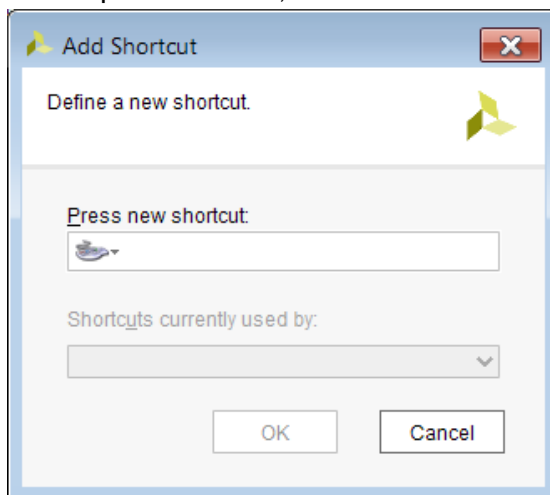 Add Shortcut
Define a new shortcut.
Press new shortcut:
Shortcuts currently used by:
OK
Cancel